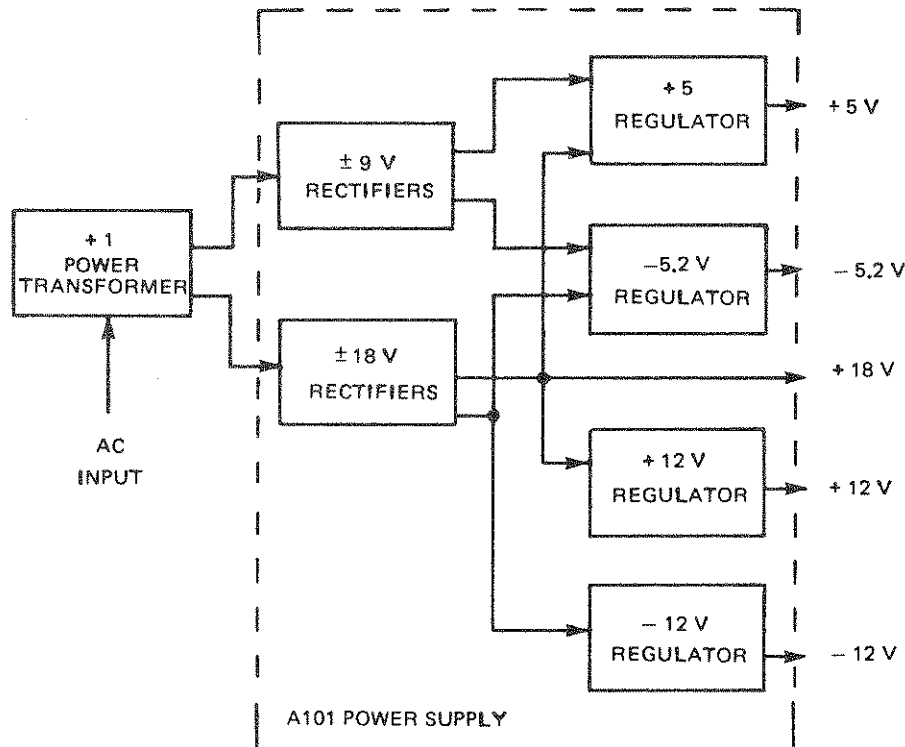 + 5
REGULATOR
+ 5 V
± 9 V
RECTIFIERS
+ 1
POWER
TRANSFORMER
− 5.2 V
REGULATOR
− 5.2 V
± 18 V
RECTIFIERS
+ 18 V
AC
INPUT
+ 12 V
REGULATOR
+ 12 V
− 12 V
REGULATOR
− 12 V
A101 POWER SUPPLY